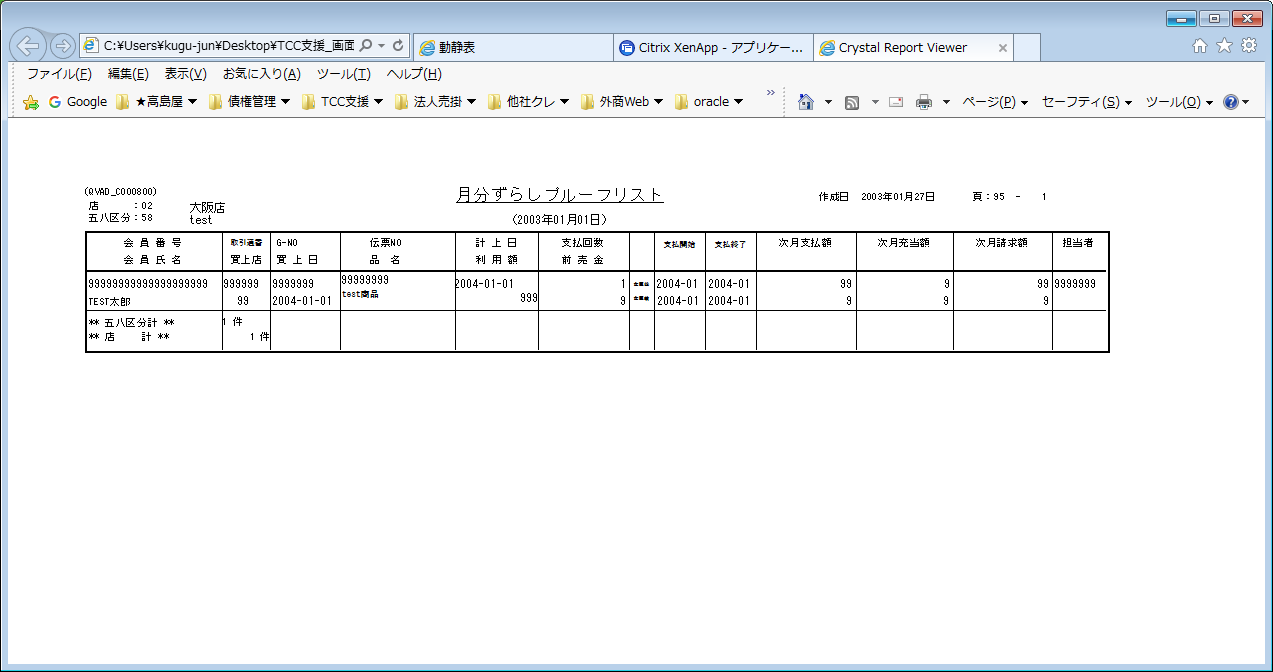 C:¥Users¥kugu-jun¥Desktop¥TCC支援_画面
動静表
Citrix XenApp - アプリケー...
Crystal Report Viewer
ファイル(F) 編集(E) 表示(V) お気に入り(A) ツール(T) ヘルプ(H)
Google ★高島屋 債権管理 TCC支援 法人売掛 他社クレ 外商Web oracle » ページ(P) セーフティ(S) ツール(O)
(QVAD_C000800)
月分ずらしプルーフリスト
作成日 2003年01月27日 頁：95 - 1
店 ：02 大阪店
五八区分：58 test
(2003年01月01日)
会 員 番 号 取引通番 G-NO 伝票NO 計 上 日 支払回数 支払開始 支払終了 次月支払額 次月充当額 次月請求額 担当者
会 員 氏 名 買上店 買 上 日 品 名 利 用 額 前 売 金
99999999999999999999 999999 9999999 99999999 2004-01-01 1 2004-01 2004-01 99 9 99 9999999
TEST太郎 99 2004-01-01 test商品 999 9 2004-01 2004-01 9 9 9
** 五八区分計 ** 1 件
** 店 計 ** 1 件